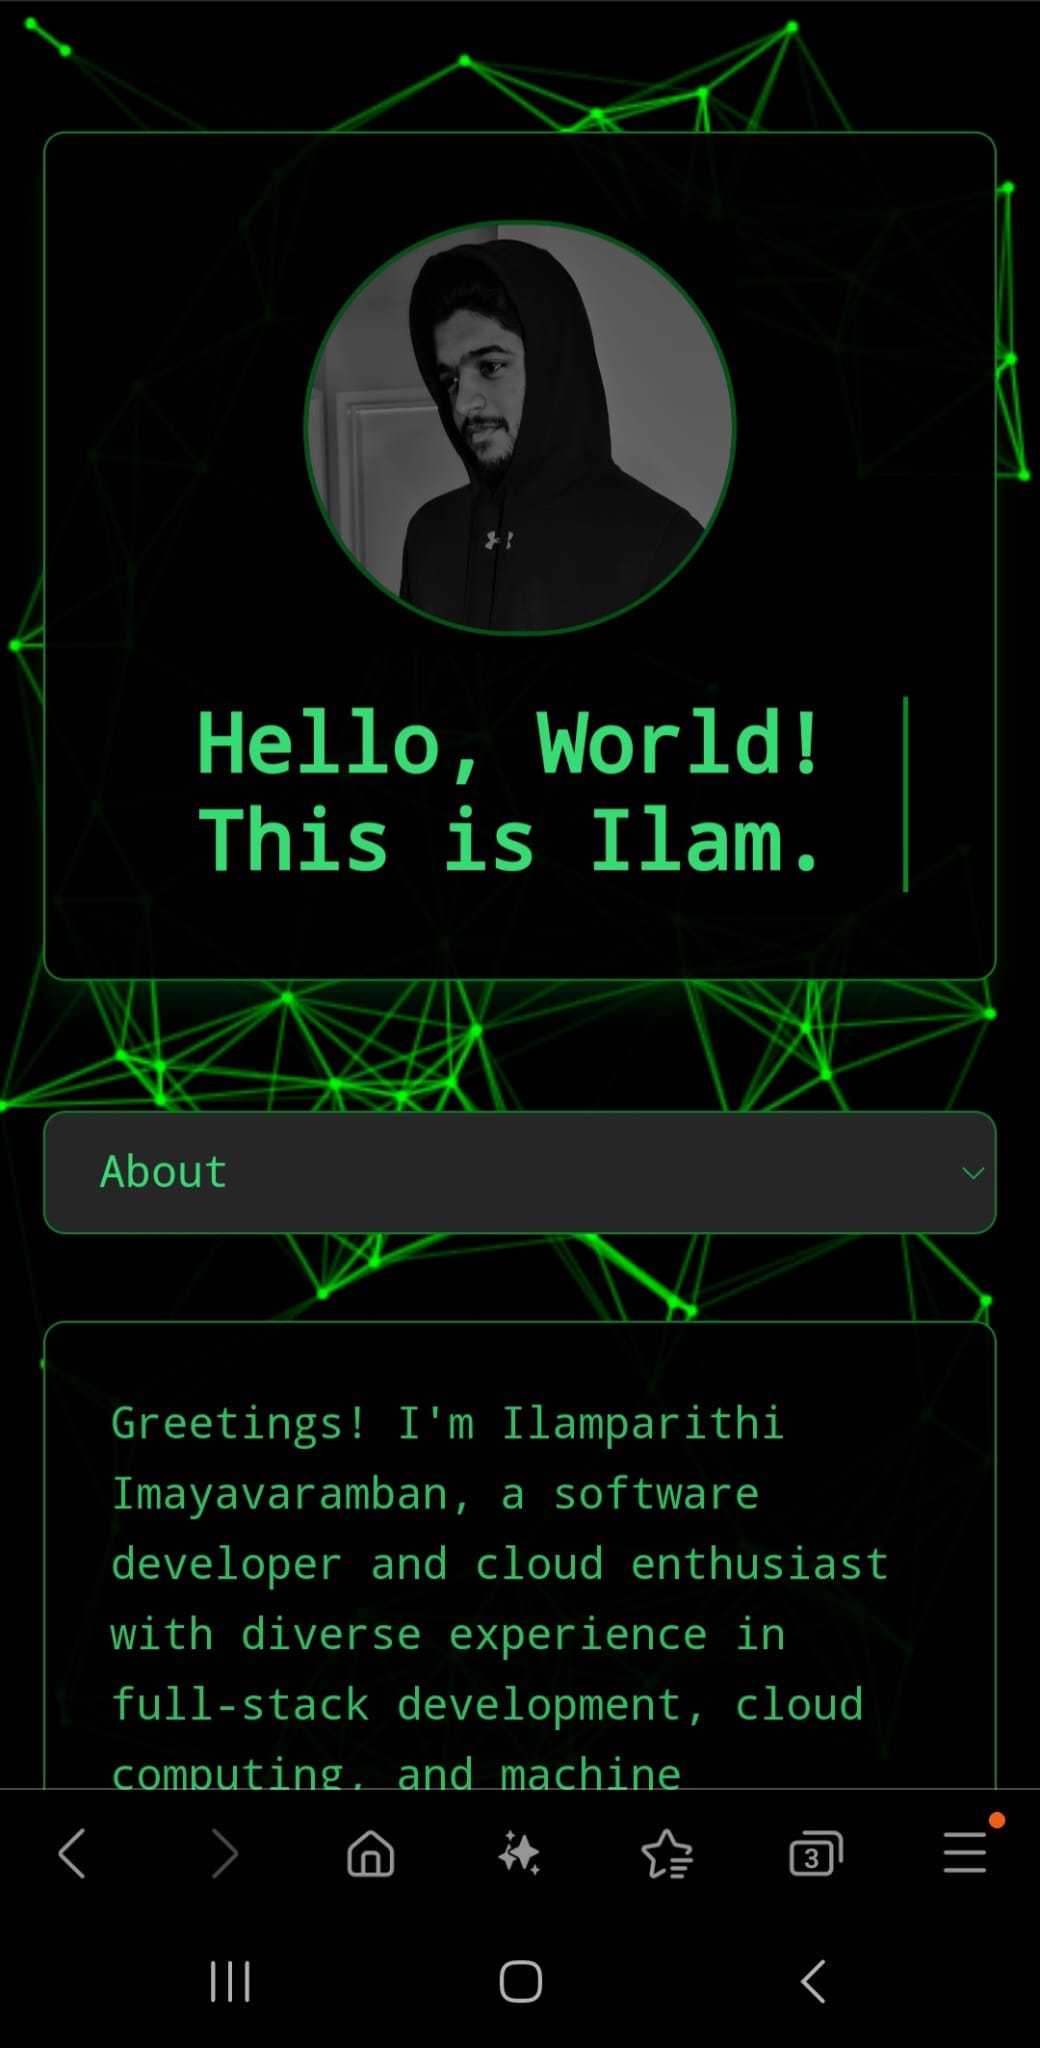 Hello, World!
This is Ilam.
About
Greetings! I'm Ilamparithi
Imayavaramban, a software
developer and cloud enthusiast
with diverse experience in
full-stack development, cloud
computing, and machine
3